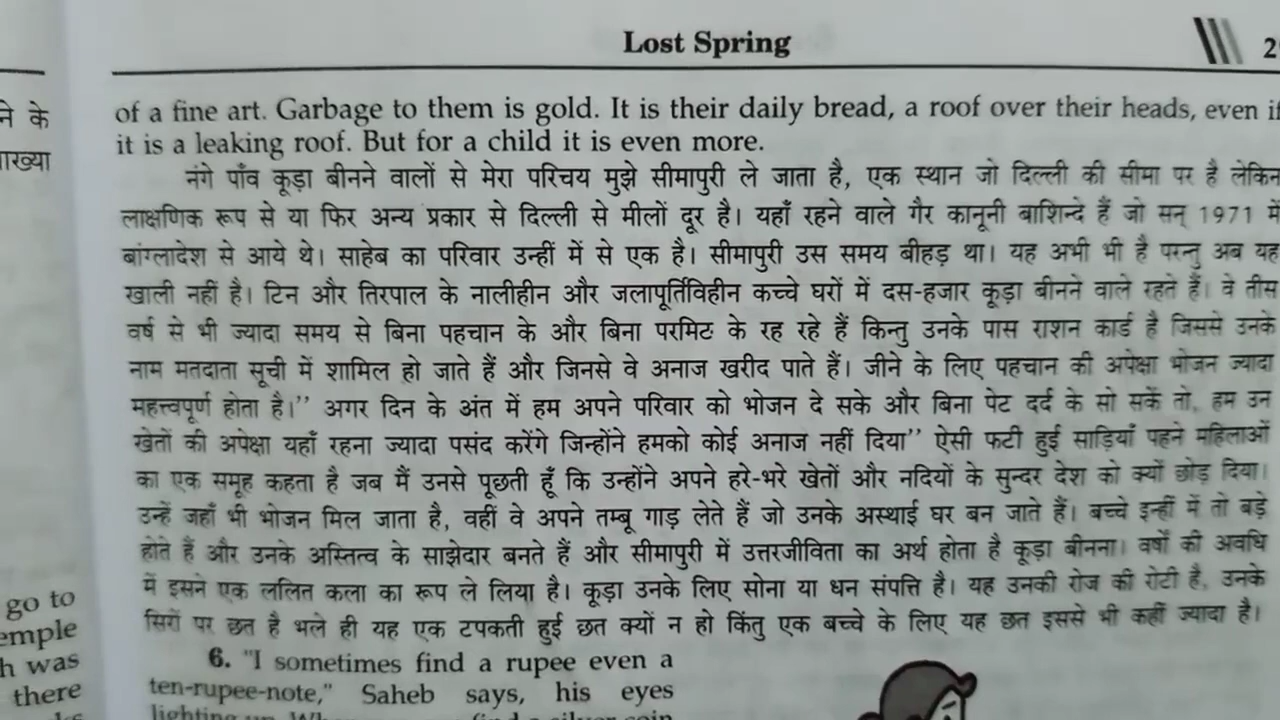 Lost Spring
2
of a fine art. Garbage to them is gold. It is their daily bread, a roof over their heads, even if
it is a leaking roof. But for a child it is even more.
नंगे पाँव कूड़ा बीनने वालों से मेरा परिचय मुझे सीमापुरी ले जाता है, एक स्थान जो दिल्ली की सीमा पर है लेकिन
लाक्षणिक रूप से या फिर अन्य प्रकार से दिल्ली से मीलों दूर है। यहाँ रहने वाले गैर कानूनी बाशिन्दे हैं जो सन् 1971 में
बांग्लादेश से आये थे। साहेब का परिवार उन्हीं में से एक है। सीमापुरी उस समय बीहड़ था। यह अभी भी है परन्तु अब यह
खाली नहीं है। टिन और तिरपाल के नालीहीन और जलापूर्तिविहीन कच्चे घरों में दस-हजार कूड़ा बीनने वाले रहते हैं। वे तीस
वर्ष से भी ज्यादा समय से बिना पहचान के और बिना परमिट के रह रहे हैं किन्तु उनके पास राशन कार्ड है जिससे उनके
नाम मतदाता सूची में शामिल हो जाते हैं और जिनसे वे अनाज खरीद पाते हैं। जीने के लिए पहचान की अपेक्षा भोजन ज्यादा
महत्त्वपूर्ण होता है।'' अगर दिन के अंत में हम अपने परिवार को भोजन दे सके और बिना पेट दर्द के सो सकें तो, हम उन
खेतों की अपेक्षा यहाँ रहना ज्यादा पसंद करेंगे जिन्होंने हमको कोई अनाज नहीं दिया'' ऐसी फटी हुई साड़ियाँ पहने महिलाओं
का एक समूह कहता है जब मैं उनसे पूछती हूँ कि उन्होंने अपने हरे-भरे खेतों और नदियों के सुन्दर देश को क्यों छोड़ दिया।
उन्हें जहाँ भी भोजन मिल जाता है, वहीं वे अपने तम्बू गाड़ लेते हैं जो उनके अस्थाई घर बन जाते हैं। बच्चे इन्हीं में तो बड़े
होते हैं और उनके अस्तित्व के साझेदार बनते हैं और सीमापुरी में उत्तरजीविता का अर्थ होता है कूड़ा बीनना। वर्षों की अवधि
में इसने एक ललित कला का रूप ले लिया है। कूड़ा उनके लिए सोना या धन संपत्ति है। यह उनकी रोज की रोटी है, उनके
सिरों पर छत है भले ही यह एक टपकती हुई छत क्यों न हो किंतु एक बच्चे के लिए यह छत इससे भी कहीं ज्यादा है।
6. "I sometimes find a rupee even a
ten-rupee-note," Saheb says, his eyes
ने के
go to
was
there